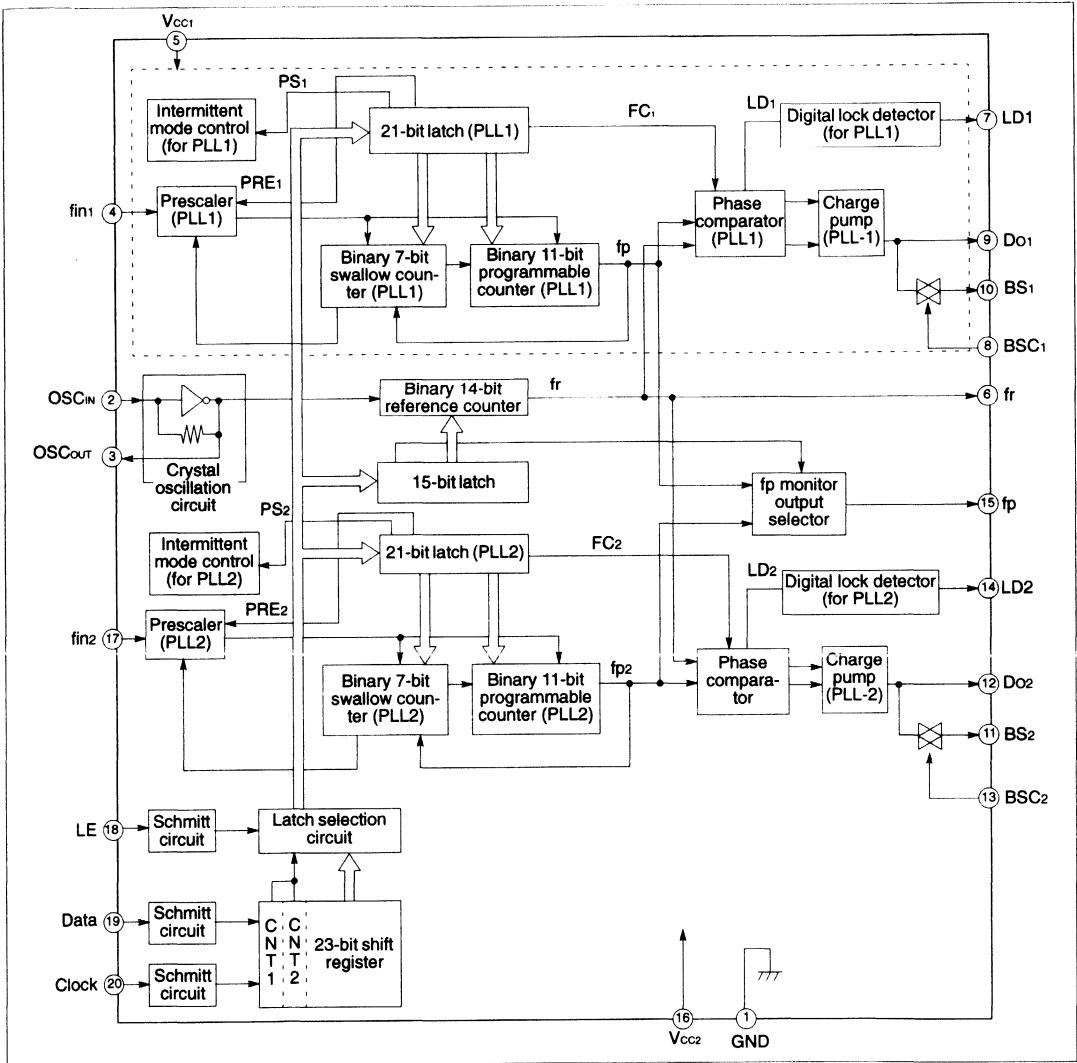 VCC1
5
PS1
Intermittent
mode control
(for PLL1)
21-bit latch (PLL1)
FC1
LD1
Digital lock detector
(for PLL1)
7
LD1
PRE1
fin1
4
Prescaler
(PLL1)
Phase
comparator
(PLL1)
Charge
pump
(PLL-1)
fp
Binary 7-bit
swallow coun-
ter (PLL1)
Binary 11-bit
programmable
counter (PLL1)
9
DO1
10
BS1
8
BSC1
OSCIN
2
OSCOUT
3
Crystal
oscillation
circuit
Binary 14-bit
reference counter
fr
6
fr
15-bit latch
fp monitor
output
selector
15
fp
PS2
Intermittent
mode control
(for PLL2)
21-bit latch (PLL2)
FC2
LD2
Digital lock detector
(for PLL2)
14
LD2
PRE2
fin2
17
Prescaler
(PLL2)
Binary 7-bit
swallow coun-
ter (PLL2)
Binary 11-bit
programmable
counter (PLL2)
fp2
Phase
compara-
tor
Charge
pump
(PLL-2)
12
DO2
11
BS2
13
BSC2
LE
18
Schmitt
circuit
Latch selection
circuit
Data
19
Schmitt
circuit
CNT1
CNT2
23-bit shift
register
Clock
20
Schmitt
circuit
16
VCC2
1
GND